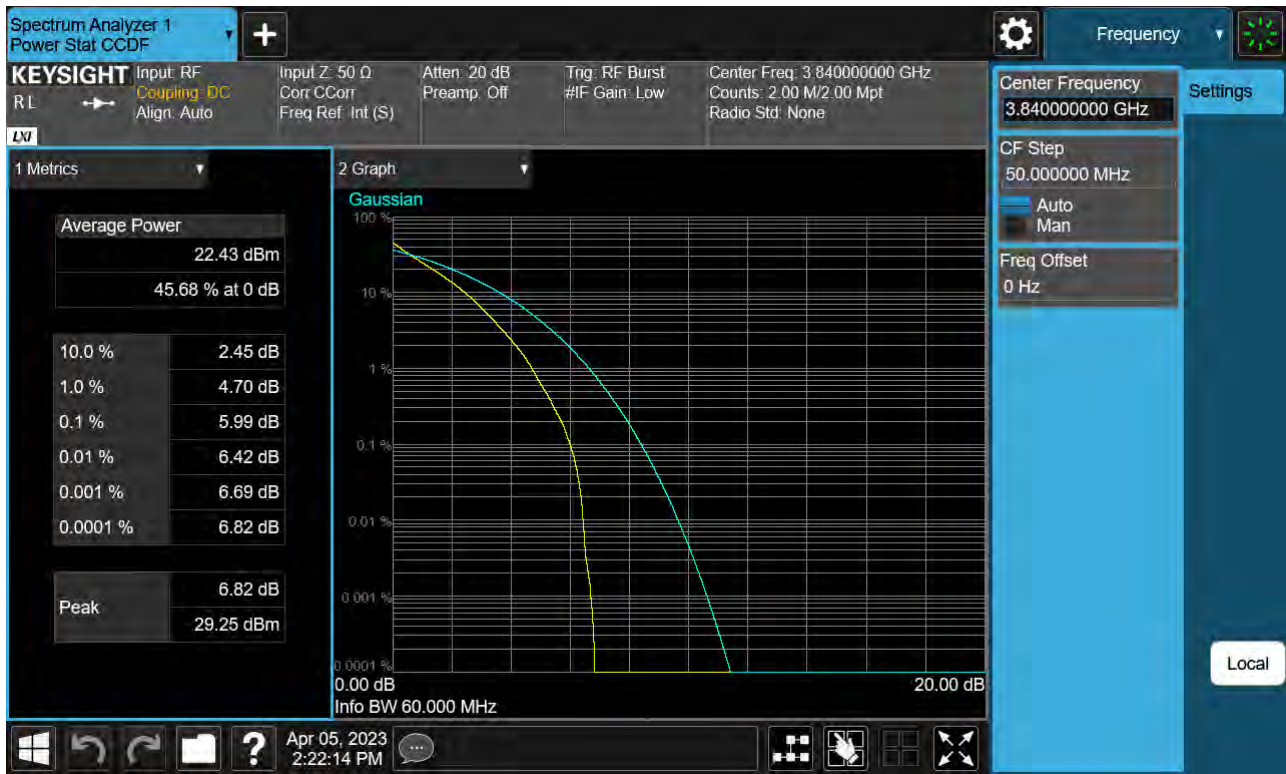 Spectrum Analyzer 1
Power Stat CCDF
+
Frequency
KEYSIGHT
RL
LXI
Input: RF
Coupling: DC
Align: Auto
Input Z: 50 Ω
Corr CCorr
Freq Ref: Int (S)
Atten: 20 dB
Preamp: Off
Trig: RF Burst
#IF Gain: Low
Center Freq: 3.840000000 GHz
Counts: 2.00 M/2.00 Mpt
Radio Std: None
1 Metrics
Average Power
22.43 dBm
45.68 % at 0 dB
10.0 % 2.45 dB
1.0 % 4.70 dB
0.1 % 5.99 dB
0.01 % 6.42 dB
0.001 % 6.69 dB
0.0001 % 6.82 dB
Peak
6.82 dB
29.25 dBm
2 Graph
Gaussian
100 %
10 %
1 %
0.1 %
0.01 %
0.001 %
0.0001 %
0.00 dB 20.00 dB
Info BW 60.000 MHz
Center Frequency
3.840000000 GHz
Settings
CF Step
50.000000 MHz
Auto
Man
Freq Offset
0 Hz
Local
?
Apr 05, 2023
2:22:14 PM